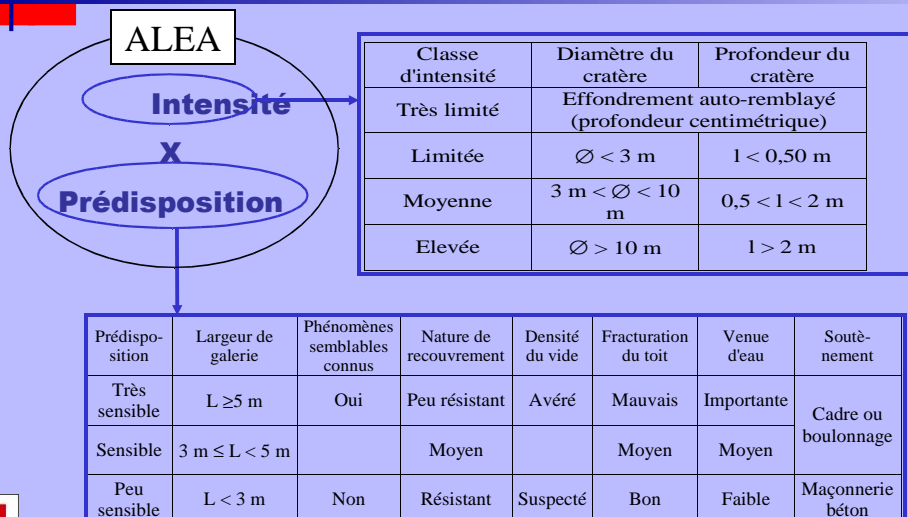 ALEA
Intensité
X
Prédisposition
Classe d'intensité Diamètre du cratère Profondeur du cratère
Très limité Effondrement auto-remblayé (profondeur centimétrique)
Limitée ∅ < 3 m l < 0,50 m
Moyenne 3 m < ∅ < 10 m 0,5 < l < 2 m
Elevée ∅ > 10 m l > 2 m
Prédispo-sition Largeur de galerie Phénomènes semblables connus Nature de recouvrement Densité du vide Fracturation du toit Venue d'eau Soutè-nement
Très sensible L ≥5 m Oui Peu résistant Avéré Mauvais Importante Cadre ou boulonnage
Sensible 3 m ≤ L < 5 m Moyen Moyen Moyen
Peu sensible L < 3 m Non Résistant Suspecté Bon Faible Maçonnerie béton